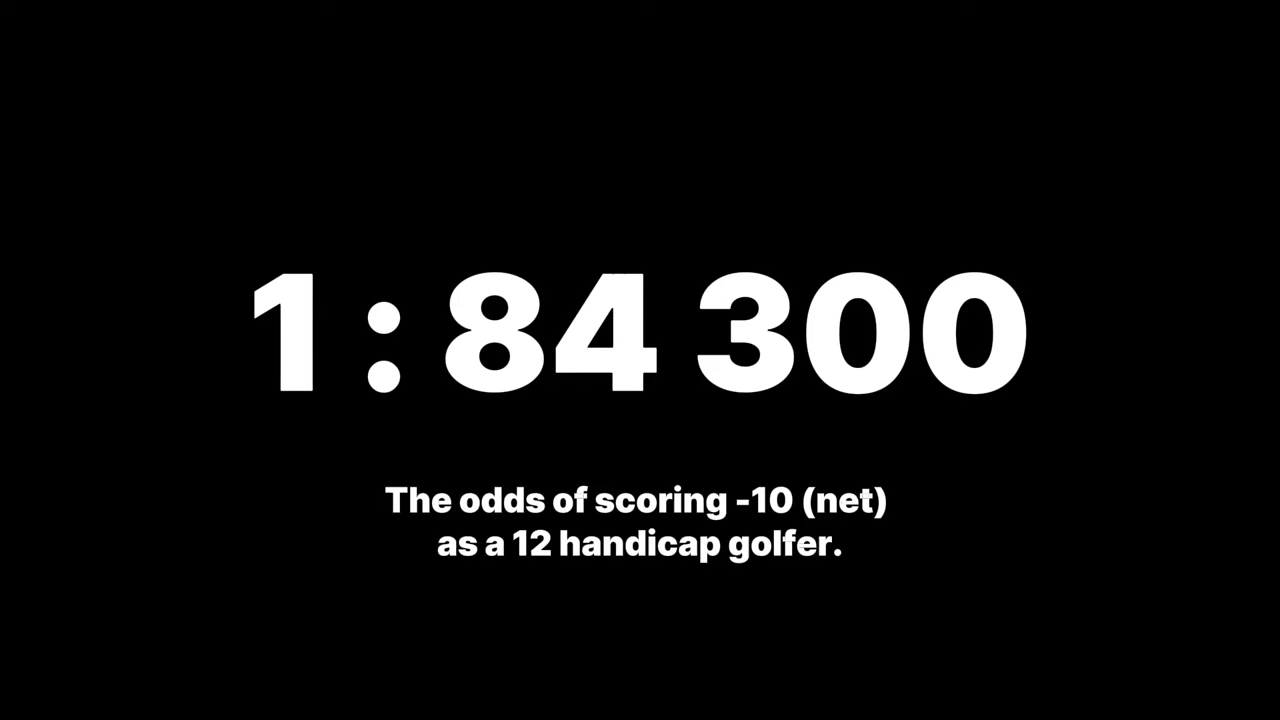 1 : 84 300
The odds of scoring -10 (net)
as a 12 handicap golfer.